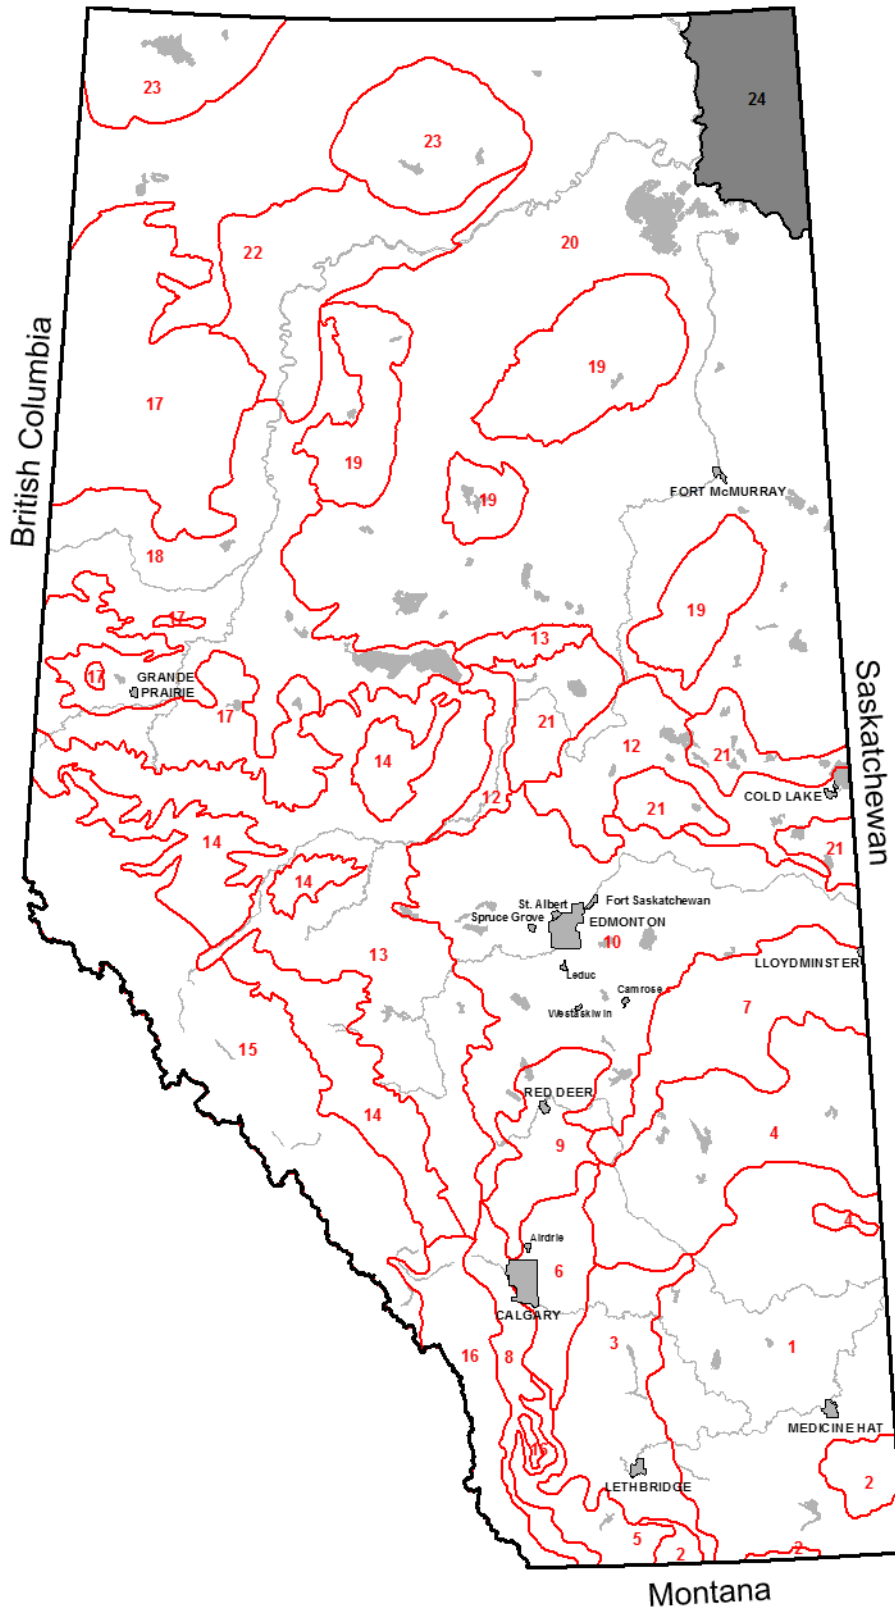 24
23
23
20
22
British Columbia
19
17
19
19
FORT McMURRAY
18
19
17
13
17
GRANDE
PRAIRIE
Saskatchewan
17
21
12
21
14
12
COLD LAKE
21
14
21
14
St. Albert
Fort Saskatchewan
Spruce Grove
EDMONTON
10
13
LLOYDMINSTER
Leduc
Camrose
7
Wetaskiwin
15
RED DEER
14
4
9
4
Airdrie
6
CALGARY
3
1
16
8
MEDICINE HAT
16
2
LETHBRIDGE
5
2
2
Montana